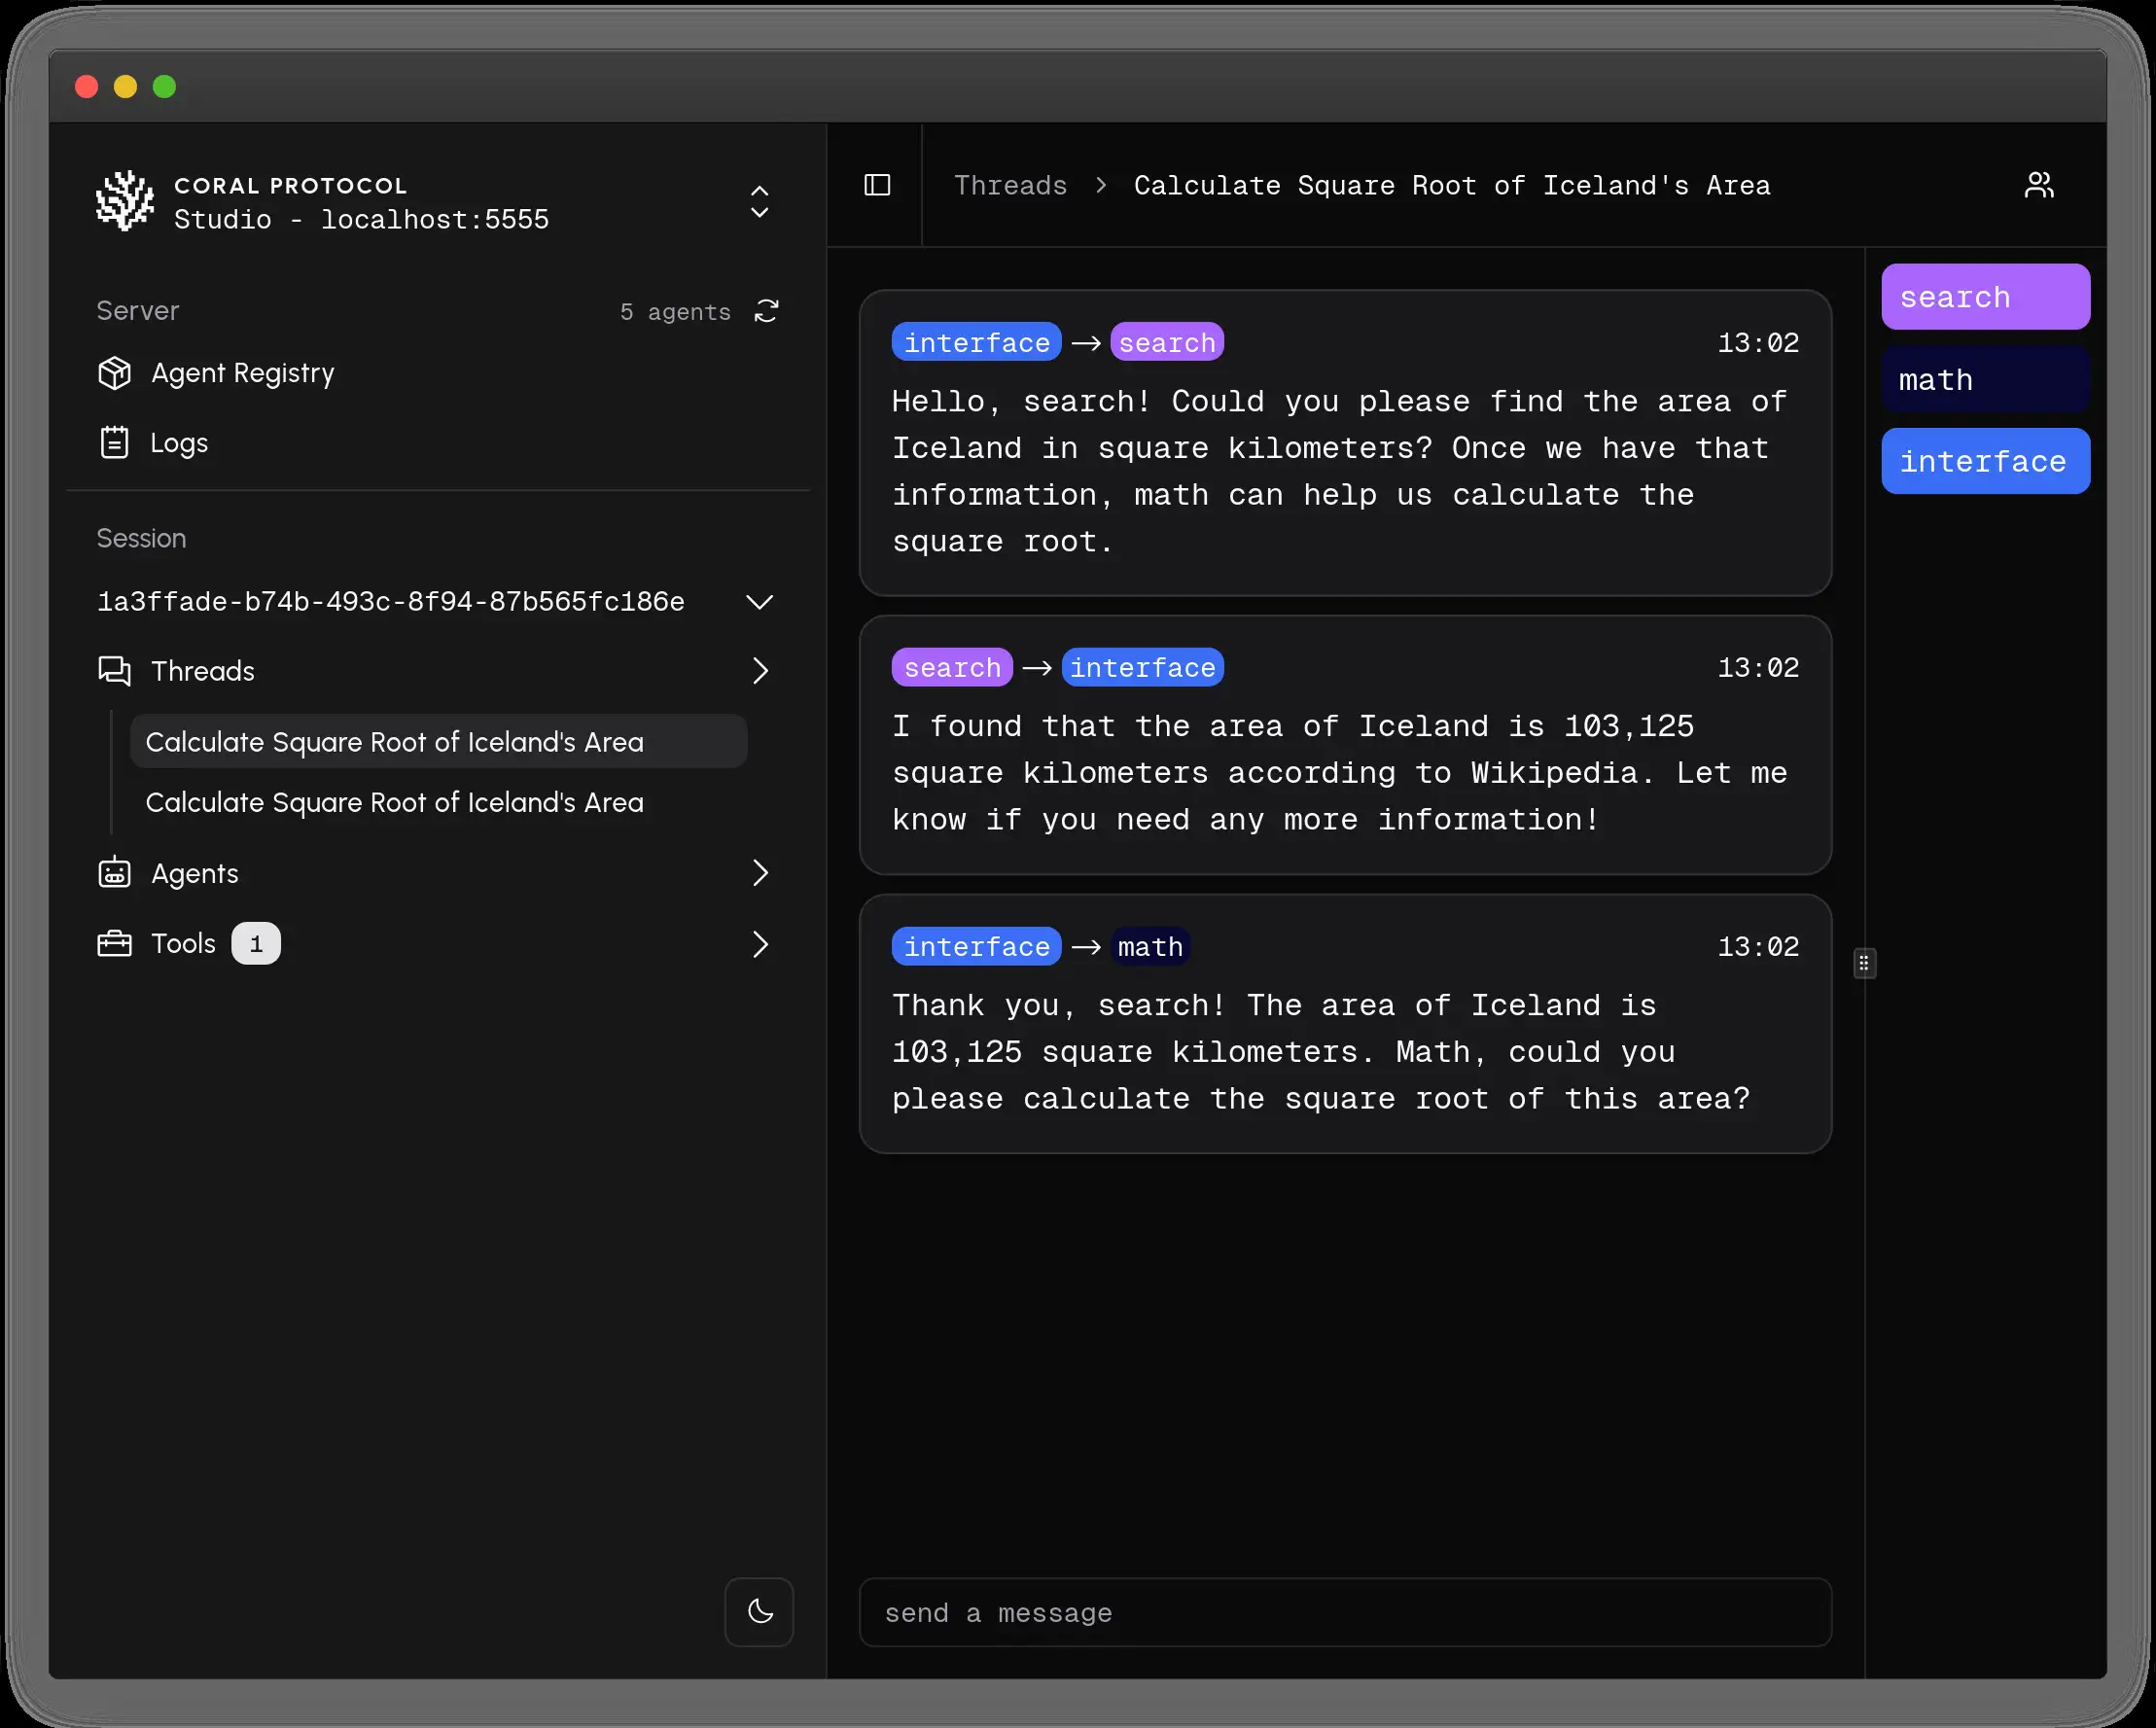 CORAL PROTOCOL
Studio - localhost:5555
Server
5 agents
Agent Registry
Logs
Session
1a3ffade-b74b-493c-8f94-87b565fc186e
Threads
Calculate Square Root of Iceland's Area
Calculate Square Root of Iceland's Area
Agents
Tools 1
Threads > Calculate Square Root of Iceland's Area
interface → search 13:02
Hello, search! Could you please find the area of
Iceland in square kilometers? Once we have that
information, math can help us calculate the
square root.
search → interface 13:02
I found that the area of Iceland is 103,125
square kilometers according to Wikipedia. Let me
know if you need any more information!
interface → math 13:02
Thank you, search! The area of Iceland is
103,125 square kilometers. Math, could you
please calculate the square root of this area?
send a message
search
math
interface